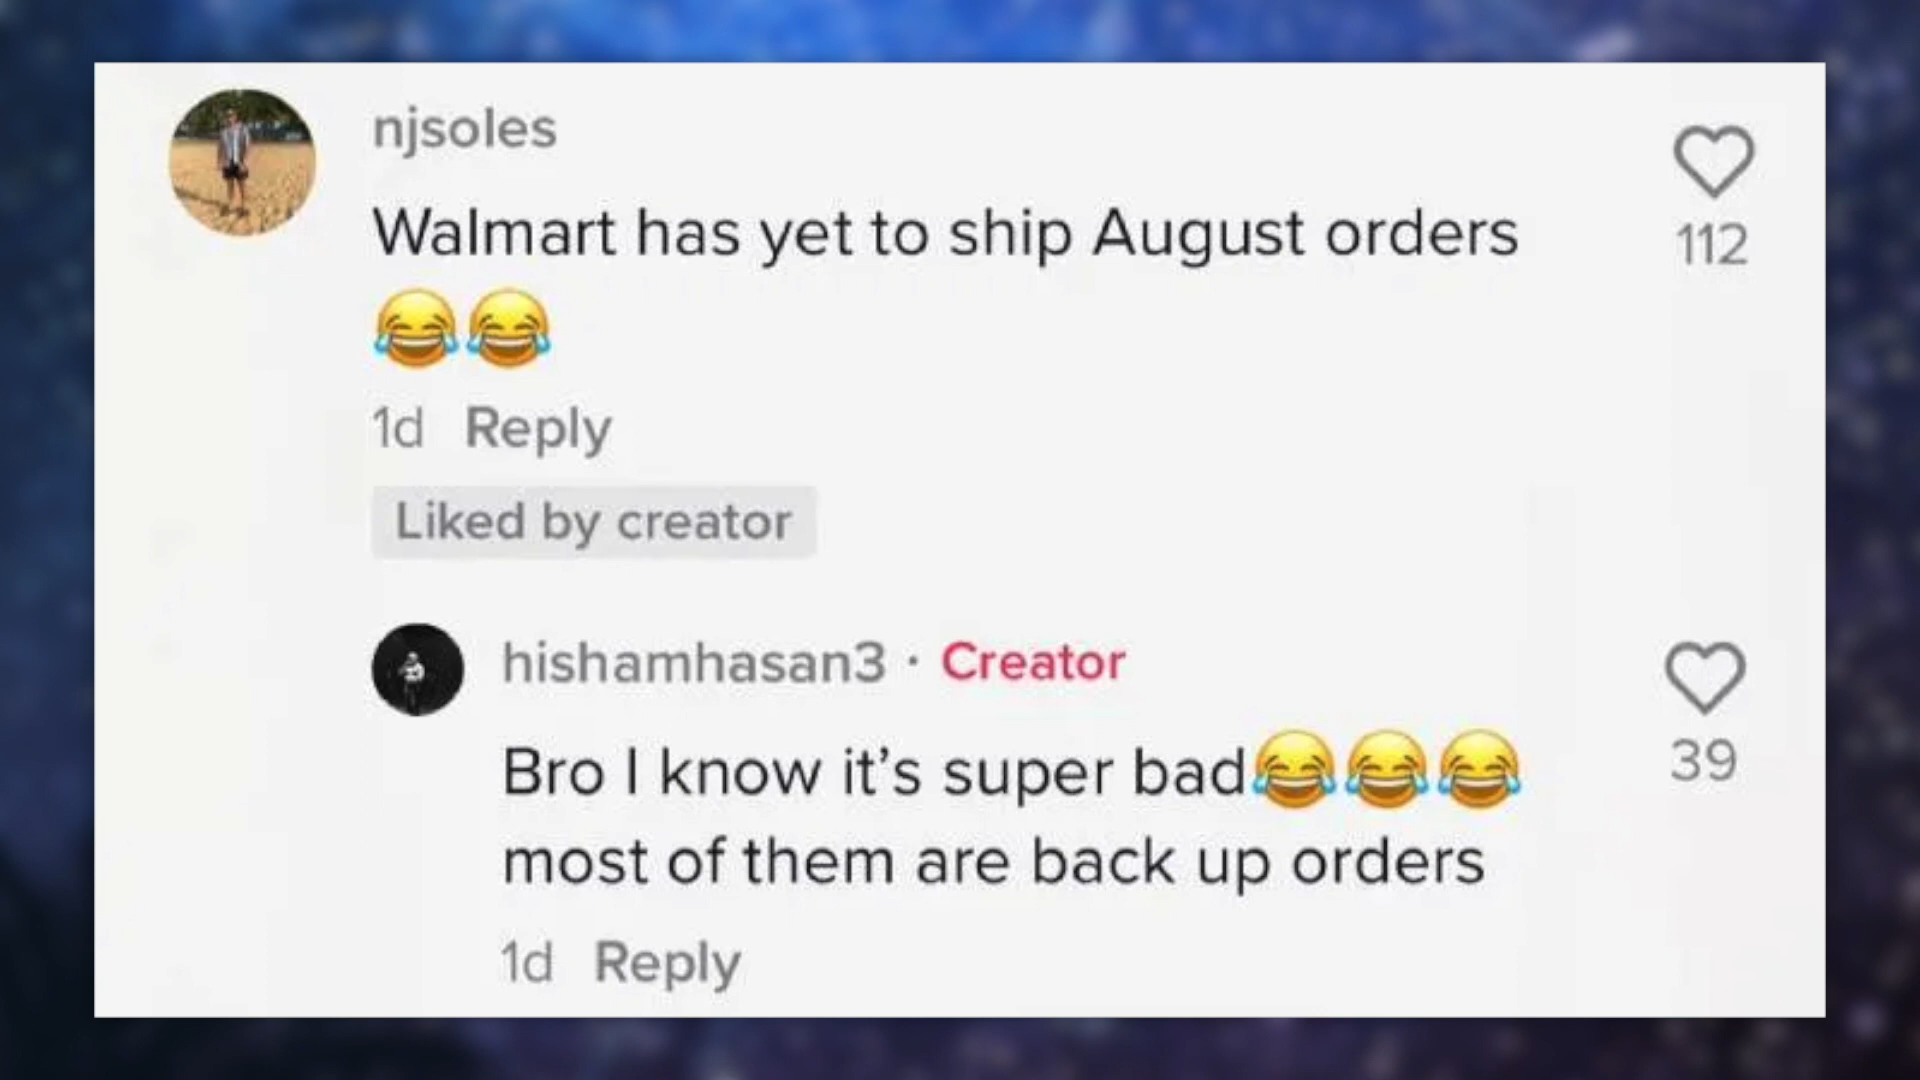 njsoles
Walmart has yet to ship August orders
😂😂
112
1d Reply
Liked by creator
hishamhasan3 · Creator
Bro I know it’s super bad😂😂😂
most of them are back up orders
39
1d Reply